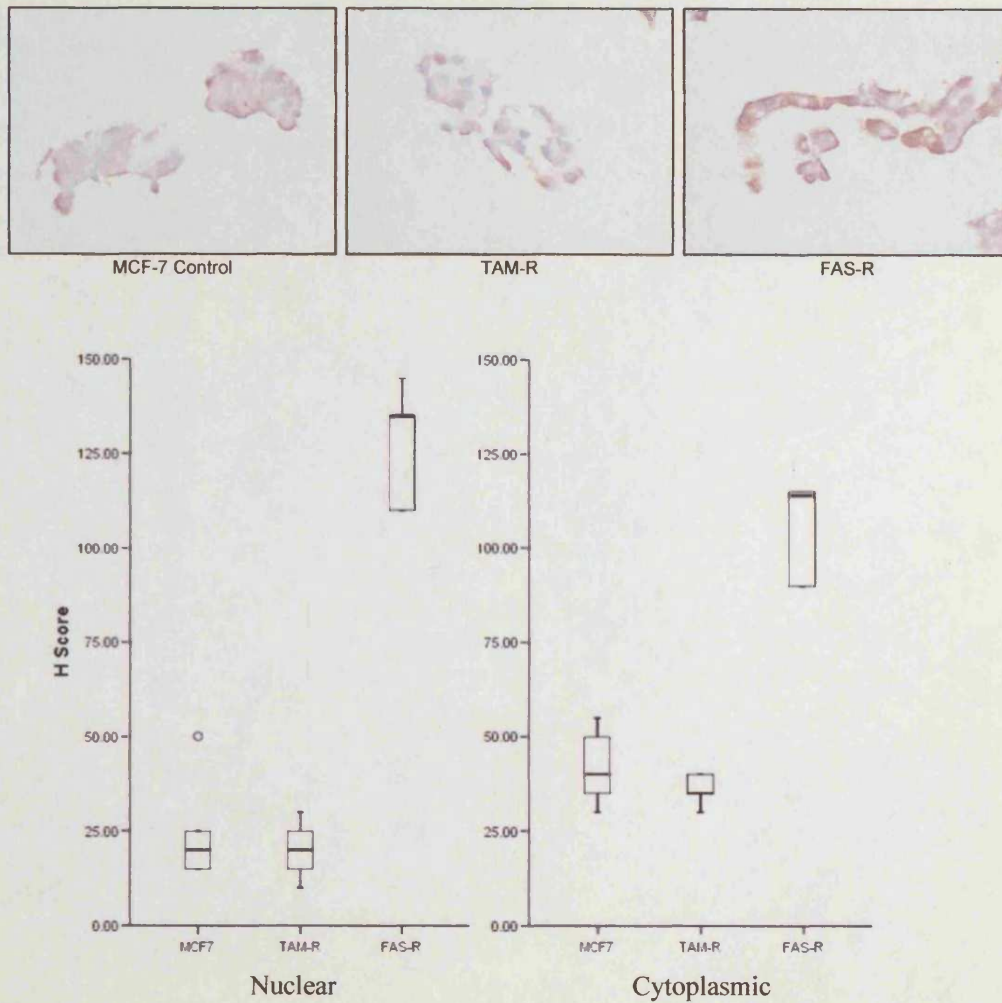 MCF-7 Control
TAM-R
FAS-R
150.00
125.00
100.00
75.00
50.00
25.00
0.00
H Score
MCF7 TAM-R FAS-R
Nuclear
150.00
125.00
100.00
75.00
50.00
25.00
0.00
MCF7 TAM-R FAS-R
Cytoplasmic